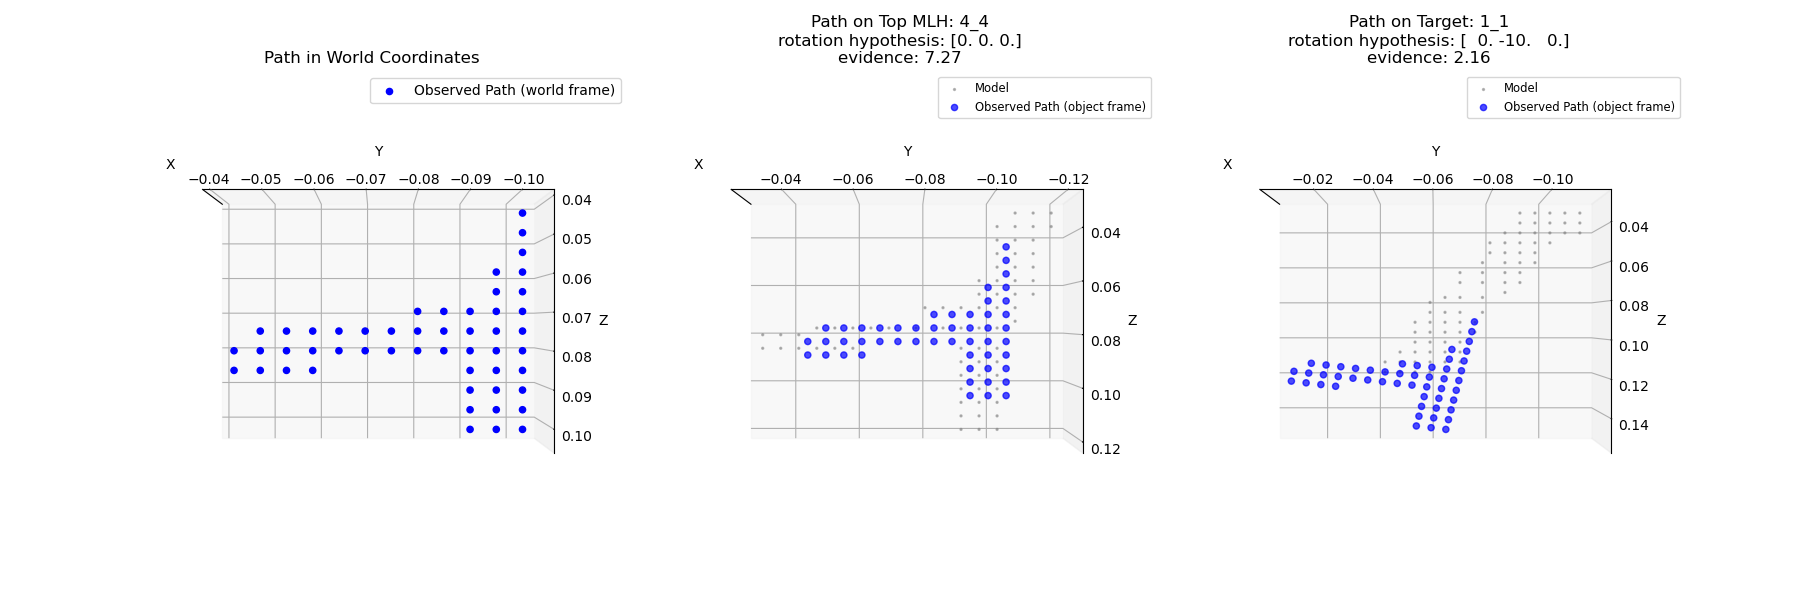 Path in World Coordinates
Observed Path (world frame)
X
Y
−0.04 −0.05 −0.06 −0.07 −0.08 −0.09 −0.10
0.04
0.05
0.06
0.07
0.08
0.09
0.10
Z
Path on Top MLH: 4_4
rotation hypothesis: [0. 0. 0.]
evidence: 7.27
Model
Observed Path (object frame)
X
Y
−0.04 −0.06 −0.08 −0.10 −0.12
0.04
0.06
0.08
0.10
0.12
Z
Path on Target: 1_1
rotation hypothesis: [  0. -10.   0.]
evidence: 2.16
Model
Observed Path (object frame)
X
Y
−0.02 −0.04 −0.06 −0.08 −0.10
0.04
0.06
0.08
0.10
0.12
0.14
Z